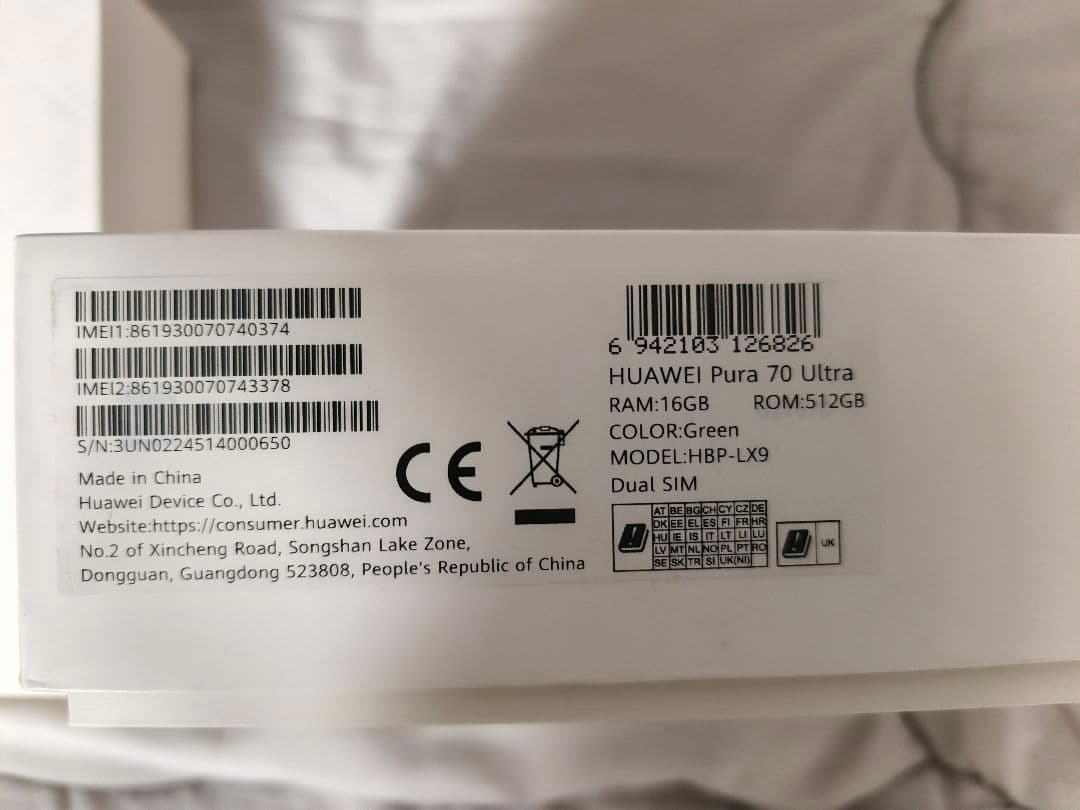 IMEI1:861930070740374
IMEI2:861930070743378
S/N:3UN0224514000650
Made in China
Huawei Device Co., Ltd.
Website:https://consumer.huawei.com
No.2 of Xincheng Road, Songshan Lake Zone,
Dongguan, Guangdong 523808, People's Republic of China
CE
6 942103 126826
HUAWEI Pura 70 Ultra
RAM:16GB ROM:512GB
COLOR:Green
MODEL:HBP-LX9
Dual SIM
AT BE BG CH CY CZ DE
DK EE EL ES FI FR HR
HU IE IS IT LT LI LU
LV MT NL NO PL PT RO
SE SK TR SI UK(NI)
UK